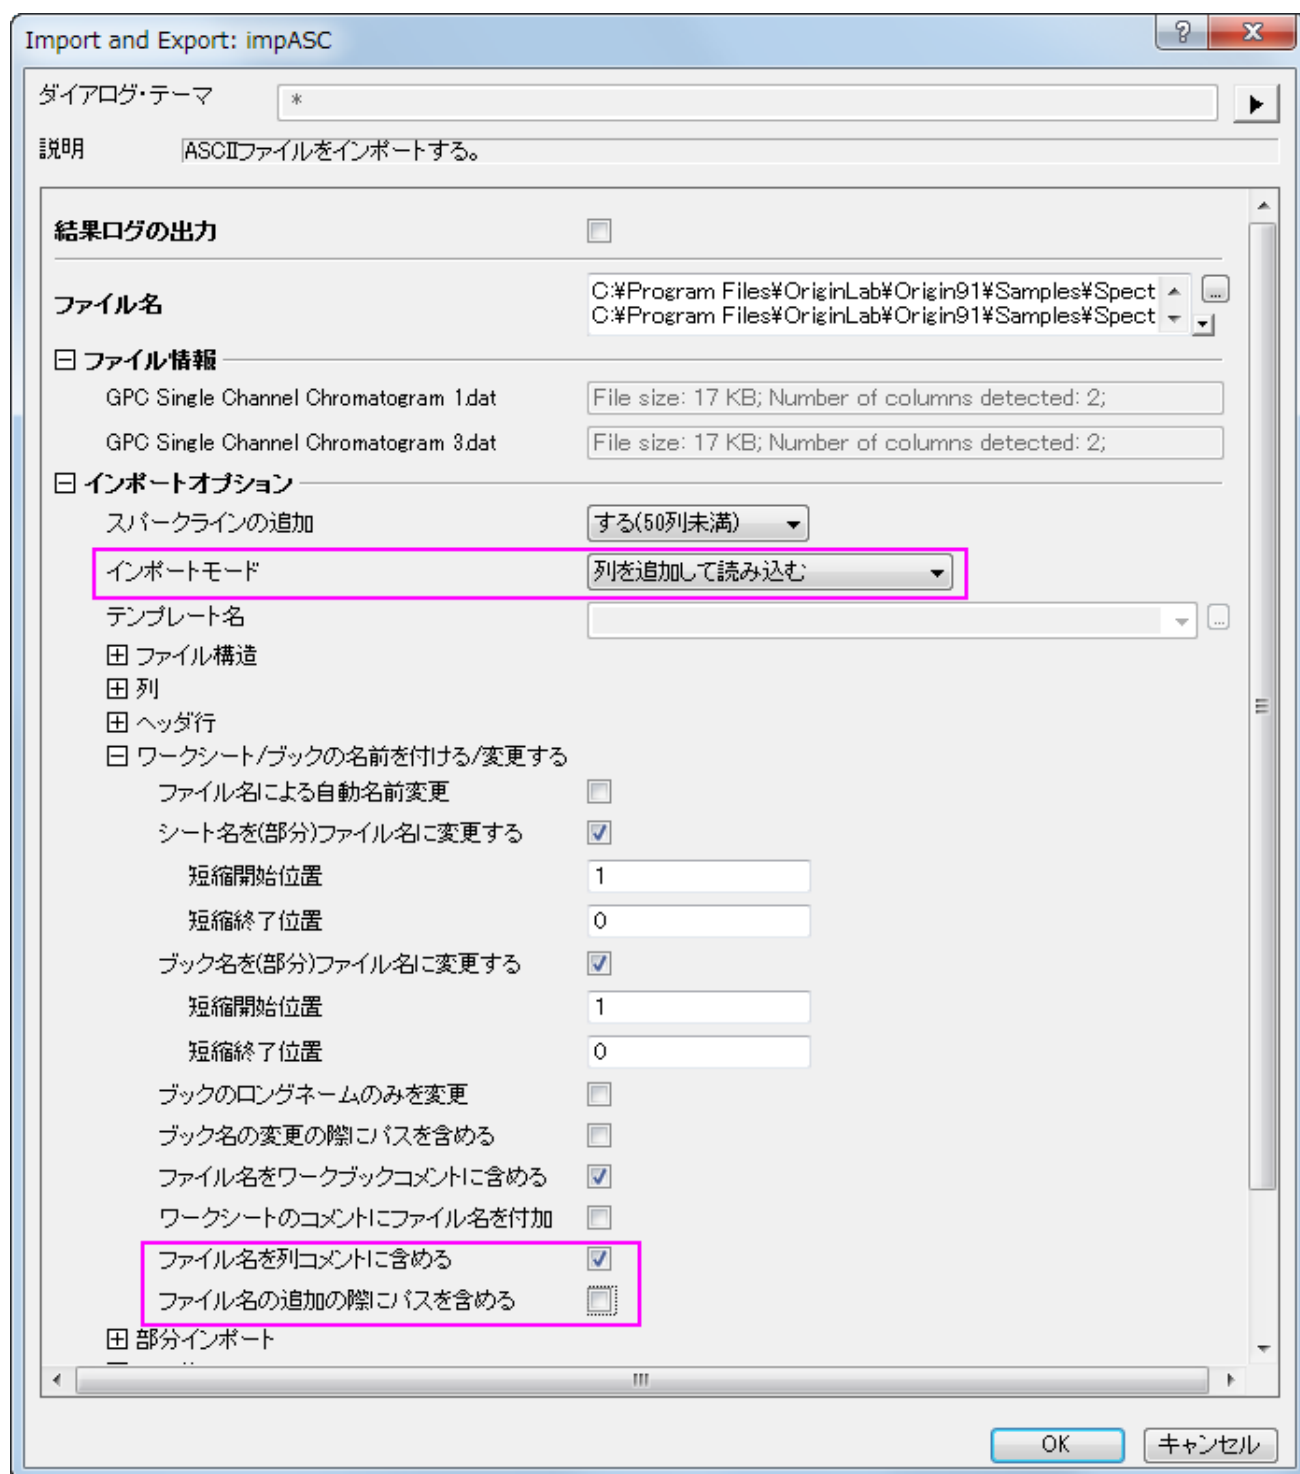 Import and Export: impASC
ダイアログ・テーマ *
説明 ASCIIファイルをインポートする。
結果ログの出力
ファイル名 C:¥Program Files¥OriginLab¥Origin91¥Samples¥Spect
C:¥Program Files¥OriginLab¥Origin91¥Samples¥Spect
ファイル情報
GPC Single Channel Chromatogram 1.dat File size: 17 KB; Number of columns detected: 2;
GPC Single Channel Chromatogram 3.dat File size: 17 KB; Number of columns detected: 2;
インポートオプション
スパークラインの追加 する(50列未満)
インポートモード 列を追加して読み込む
テンプレート名
ファイル構造
列
ヘッダ行
ワークシート/ブックの名前を付ける/変更する
ファイル名による自動名前変更
シート名を(部分)ファイル名に変更する
短縮開始位置 1
短縮終了位置 0
ブック名を(部分)ファイル名に変更する
短縮開始位置 1
短縮終了位置 0
ブックのロングネームのみを変更
ブック名の変更の際にパスを含める
ファイル名をワークブックコメントに含める
ワークシートのコメントにファイル名を付加
ファイル名を列コメントに含める
ファイル名の追加の際にパスを含める
部分インポート
OK キャンセル